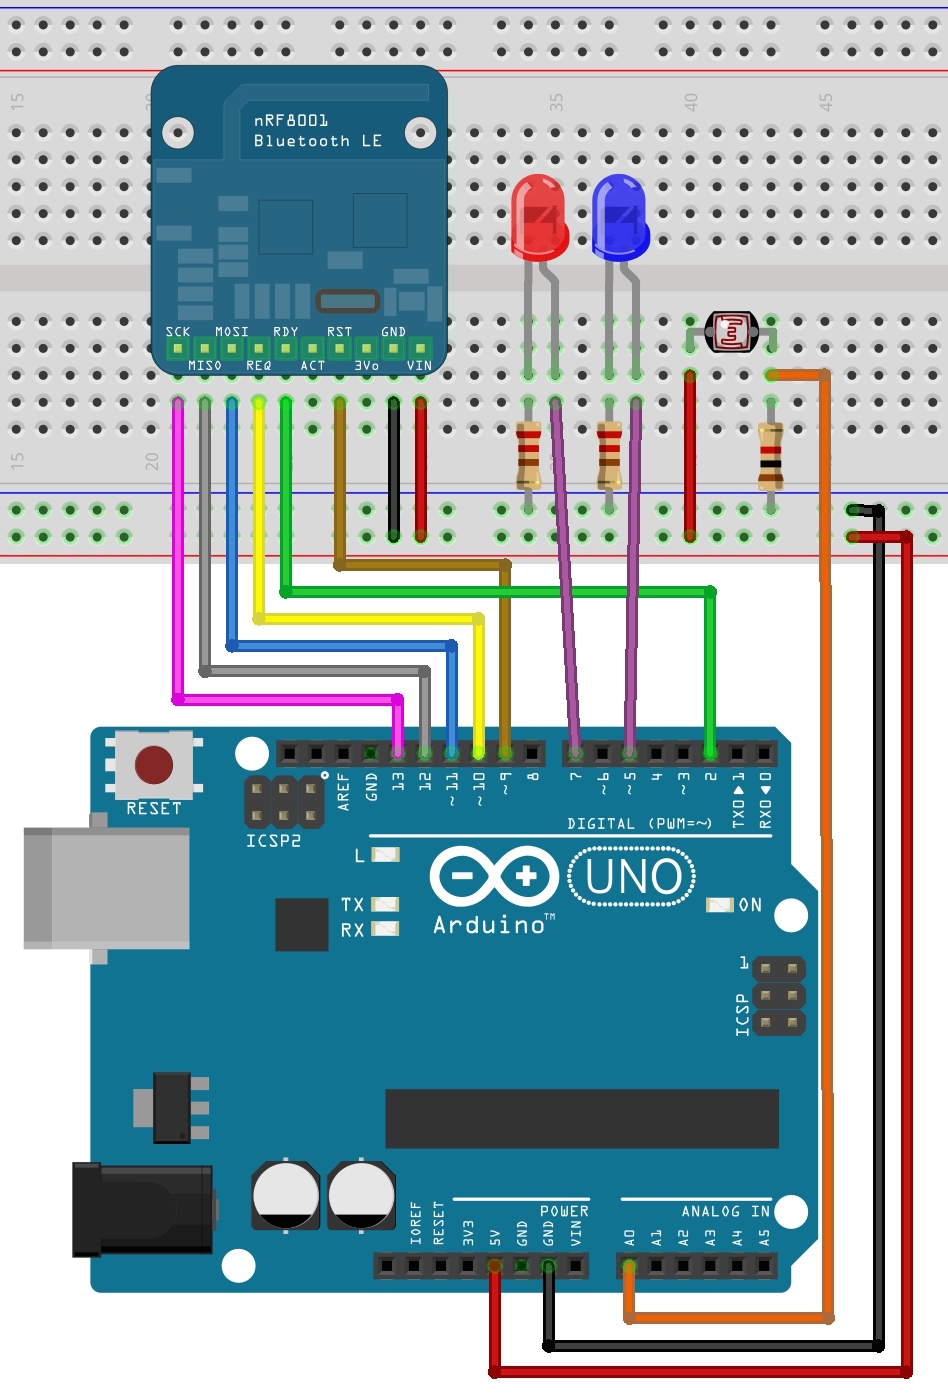 15
20
35
40
45
nRF8001
Bluetooth LE
SCK
MOSI
RDY
RST
GND
MISO
REQ
ACT
3Vo
VIN
15
20
RESET
ICSP2
AREF
GND
13
12
~11
~10
~9
8
7
~6
~5
4
~3
2
TX0▶1
RX0◀0
DIGITAL (PWM=~)
L
TX
RX
Arduino™
UNO
ON
1
ICSP
IOREF
RESET
3V3
5V
GND
GND
VIN
POWER
ANALOG IN
A0
A1
A2
A3
A4
A5